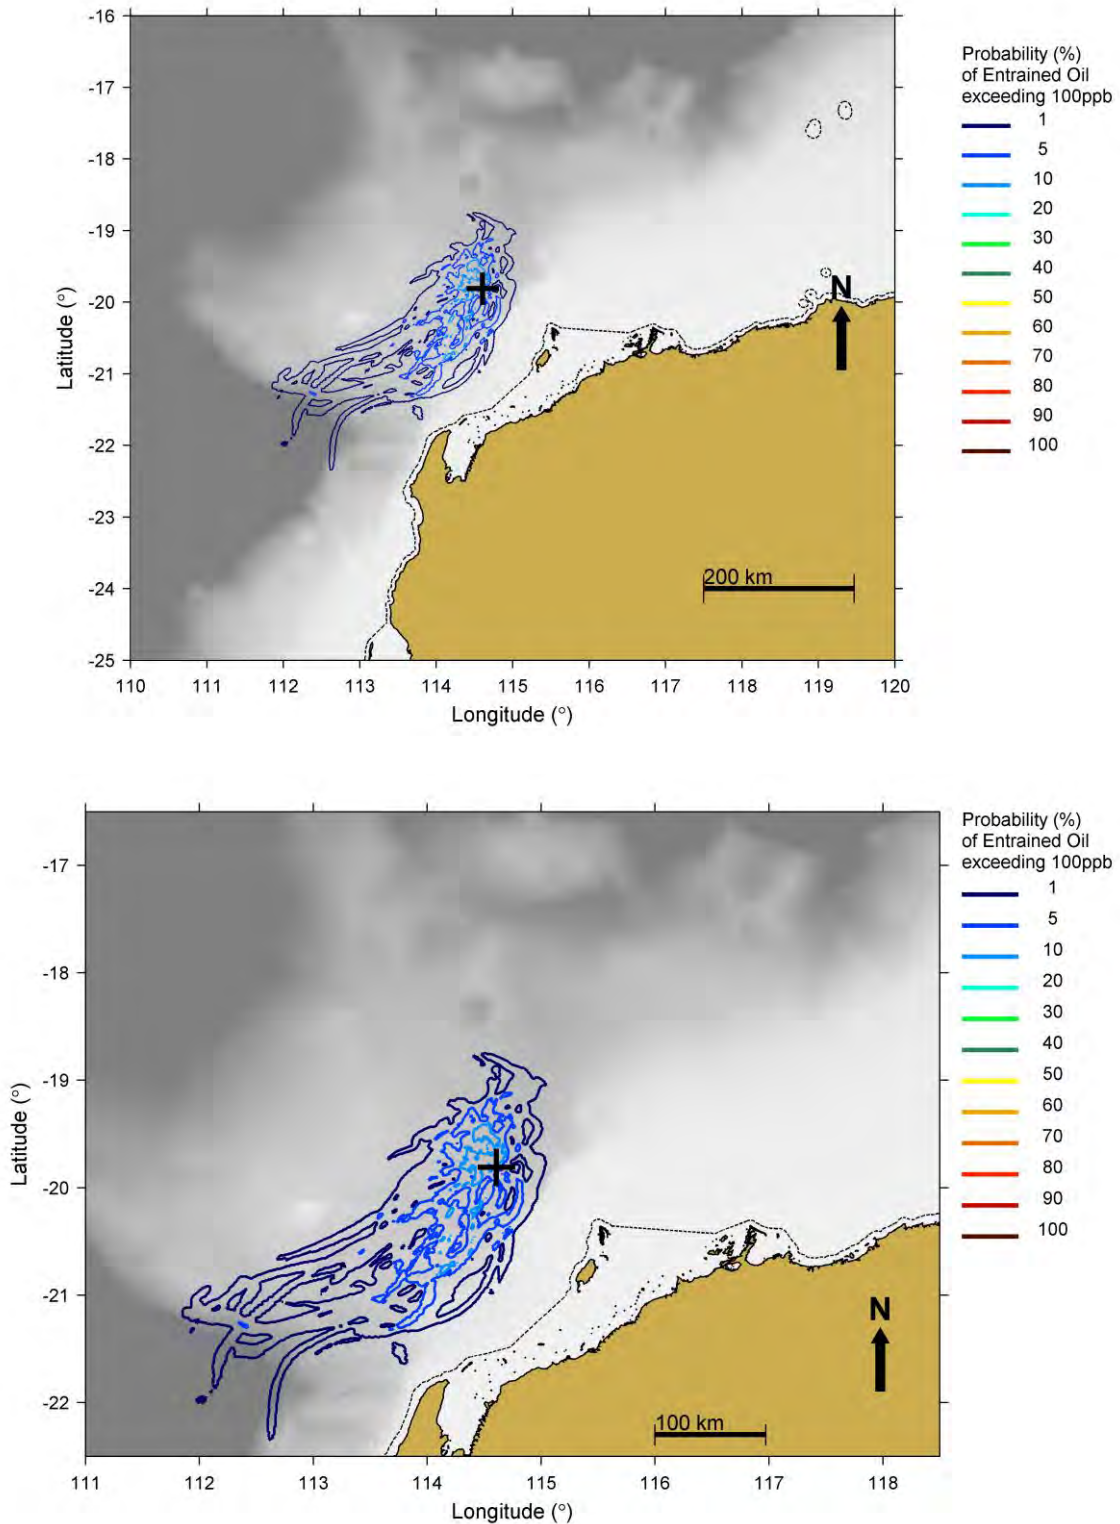 -16
-17
-18
-19
-20
-21
-22
-23
-24
-25
Latitude (°)
110 111 112 113 114 115 116 117 118 119 120
Longitude (°)
N
200 km
Probability (%)
of Entrained Oil
exceeding 100ppb
1
5
10
20
30
40
50
60
70
80
90
100
-17
-18
-19
-20
-21
-22
Latitude (°)
111 112 113 114 115 116 117 118
Longitude (°)
N
100 km
Probability (%)
of Entrained Oil
exceeding 100ppb
1
5
10
20
30
40
50
60
70
80
90
100